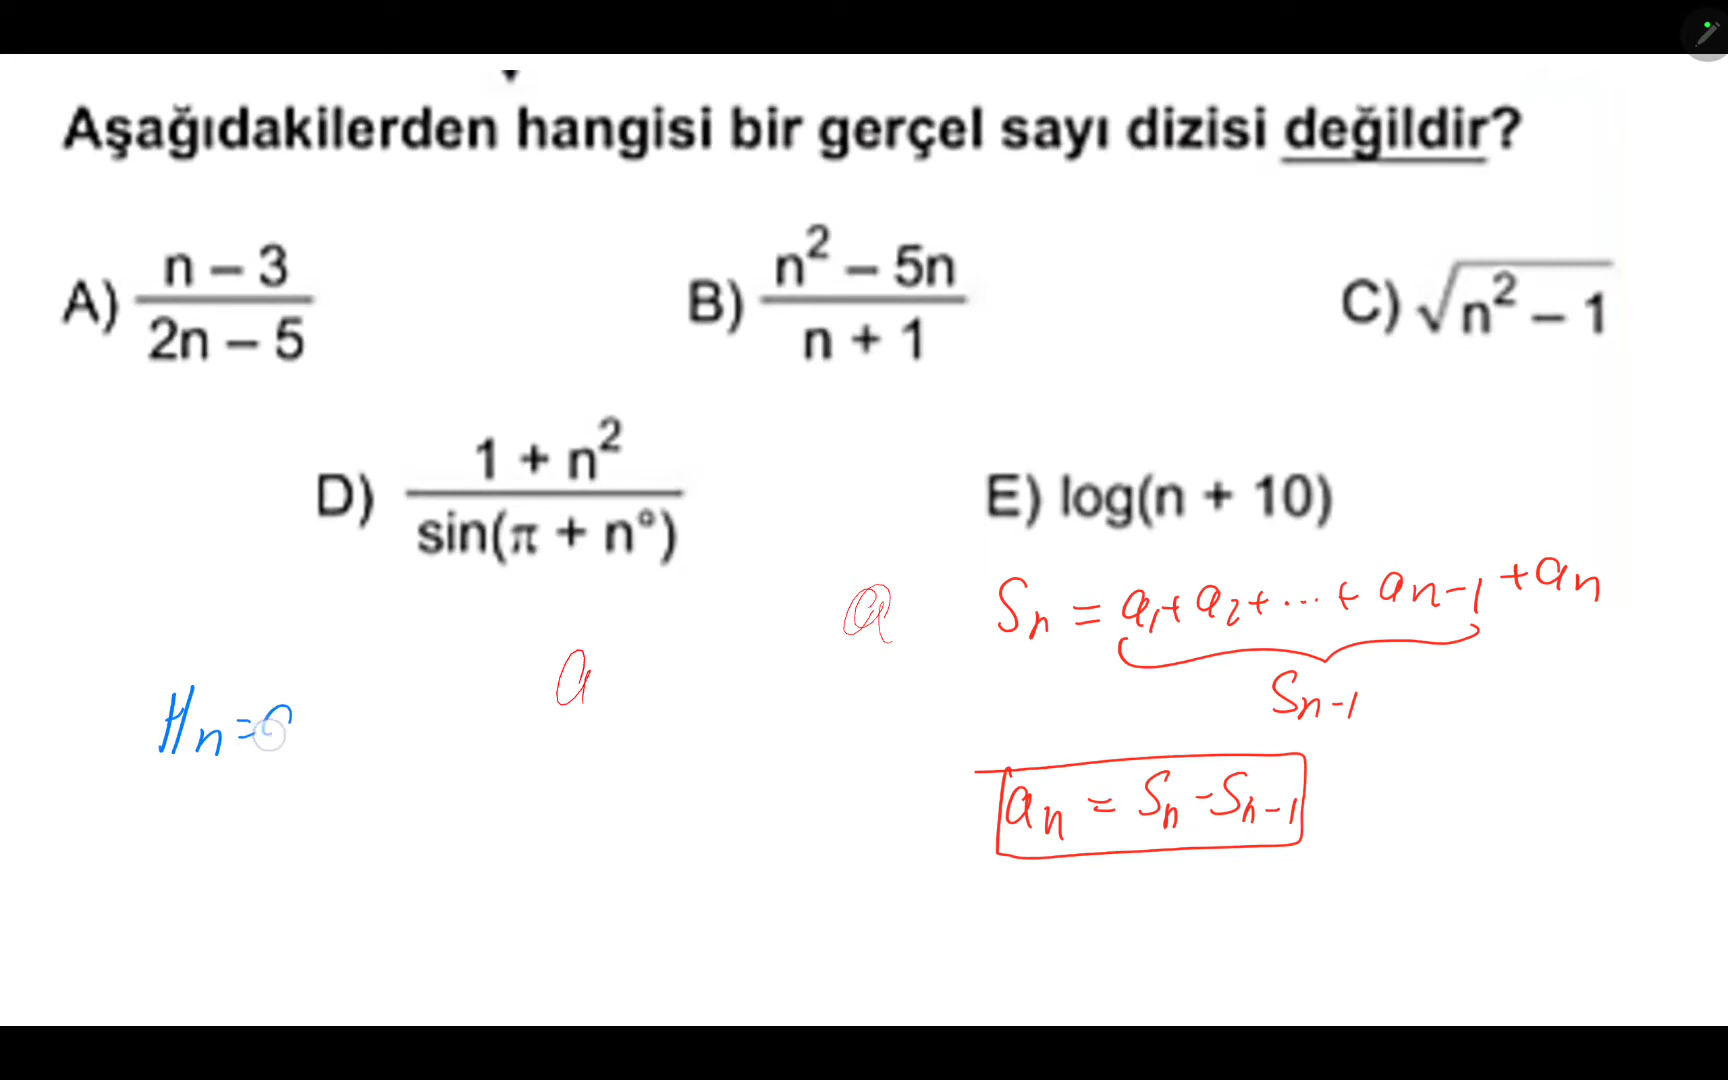 Aşağıdakilerden hangisi bir gerçel sayı dizisi değildir?
A) (n – 3)/(2n – 5) B) (n² – 5n)/(n + 1) C) √(n² – 1)
D) (1 + n²)/(sin(π + n°)) E) log(n + 10)
a Sn = a1 + a2 + ... + an-1 + an
a Sn-1
Hn =
an = Sn - Sn-1